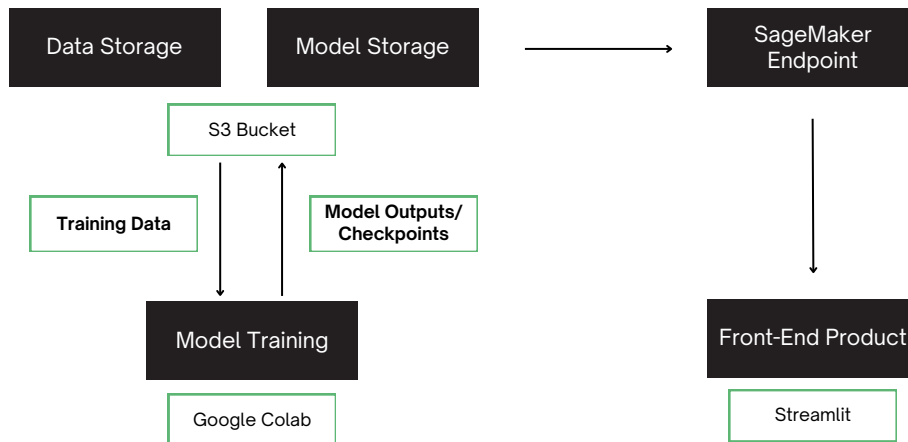 Data Storage
Model Storage
SageMaker
Endpoint
S3 Bucket
Training Data
Model Outputs/
Checkpoints
Model Training
Front-End Product
Google Colab
Streamlit